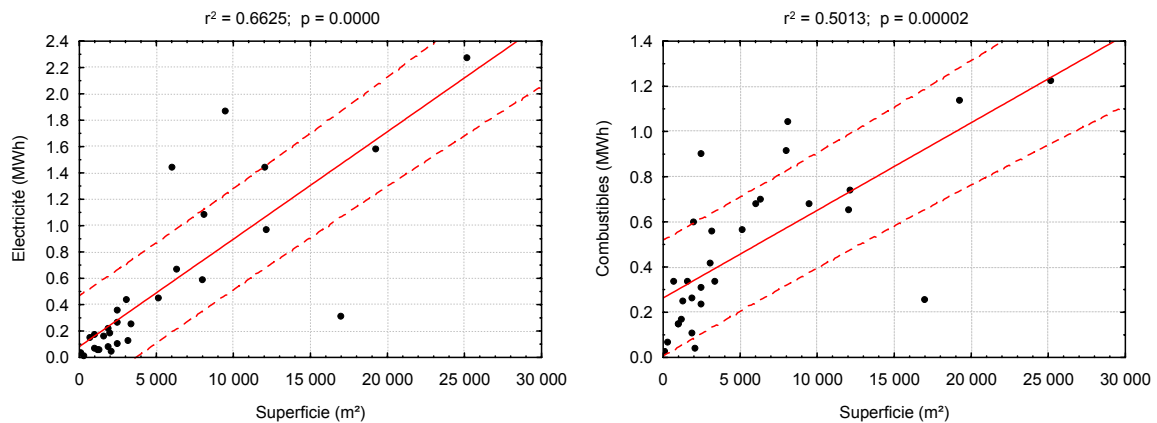 r² = 0.6625;  p = 0.0000
2.4
2.2
2.0
1.8
1.6
1.4
1.2
1.0
0.8
0.6
0.4
0.2
0.0
Electricité (MWh)
0 5 000 10 000 15 000 20 000 25 000 30 000
Superficie (m²)
r² = 0.5013;  p = 0.00002
1.4
1.2
1.0
0.8
0.6
0.4
0.2
0.0
Combustibles (MWh)
0 5 000 10 000 15 000 20 000 25 000 30 000
Superficie (m²)